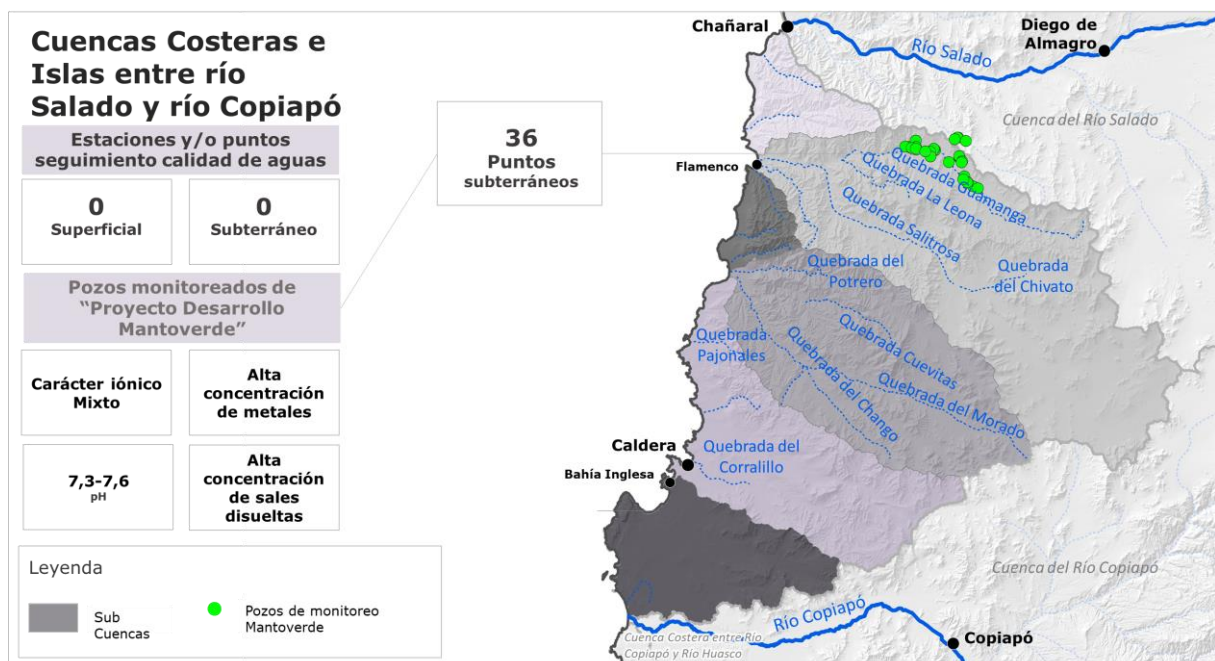 Cuencas Costeras e
Islas entre río
Salado y río Copiapó
Estaciones y/o puntos
seguimiento calidad de aguas
0
Superficial
0
Subterráneo
Pozos monitoreados de
“Proyecto Desarrollo
Mantoverde”
Carácter iónico
Mixto
Alta
concentración
de metales
7,3-7,6
pH
Alta
concentración
de sales
disueltas
36
Puntos
subterráneos
Leyenda
Sub
Cuencas
Pozos de monitoreo
Mantoverde
Chañaral
Río Salado
Diego de
Almagro
Cuenca del Río Salado
Flamenco
Quebrada Guamanga
Quebrada La Leona
Quebrada Salitrosa
Quebrada
del Chivato
Quebrada del
Potrero
Quebrada
Pajonales
Quebrada Cuevitas
Quebrada del Chango
Quebrada del Morado
Caldera
Bahía Inglesa
Quebrada del
Corralillo
Cuenca del Río Copiapó
Río Copiapó
Copiapó
Cuenca Costera entre Río
Copiapó y Río Huasco